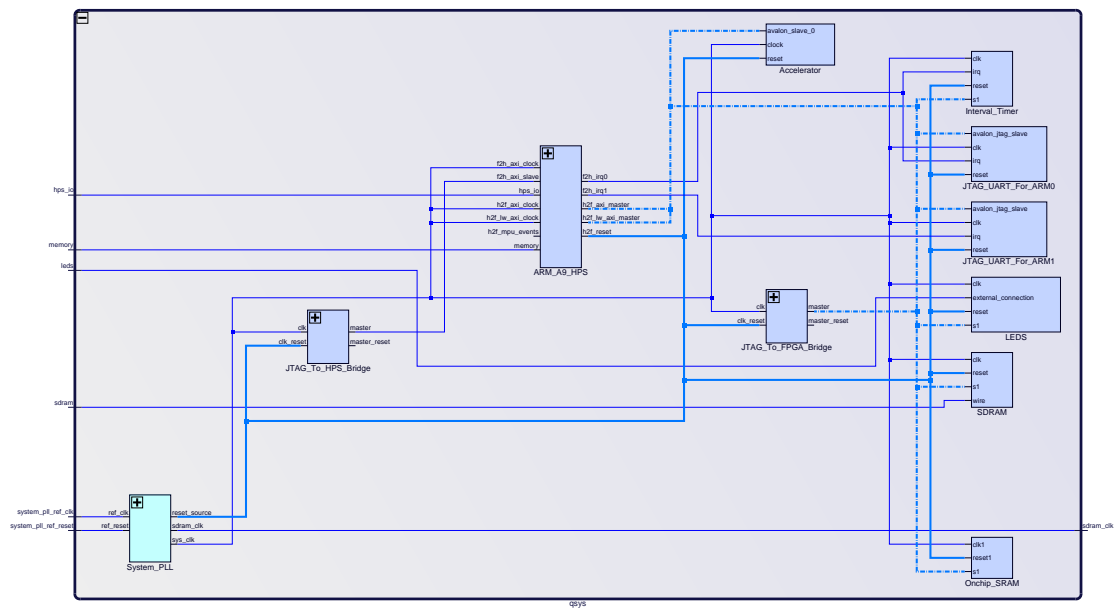 avalon_slave_0
clock
reset
Accelerator
clk
irq
reset
s1
Interval_Timer
avalon_jtag_slave
clk
irq
reset
JTAG_UART_For_ARM0
avalon_jtag_slave
clk
irq
reset
JTAG_UART_For_ARM1
f2h_axi_clock
f2h_axi_slave
hps_io
h2f_axi_clock
h2f_lw_axi_clock
h2f_mpu_events
memory
f2h_irq0
f2h_irq1
h2f_axi_master
h2f_lw_axi_master
h2f_reset
ARM_A9_HPS
hps_io
memory
leds
clk
external_connection
reset
s1
LEDS
clk
clk_reset
master
master_reset
JTAG_To_FPGA_Bridge
clk
clk_reset
master
master_reset
JTAG_To_HPS_Bridge
clk
reset
s1
wire
SDRAM
sdram
system_pll_ref_clk
system_pll_ref_reset
ref_clk
ref_reset
reset_source
sdram_clk
sys_clk
System_PLL
sdram_clk
clk1
reset1
s1
Onchip_SRAM
qsys